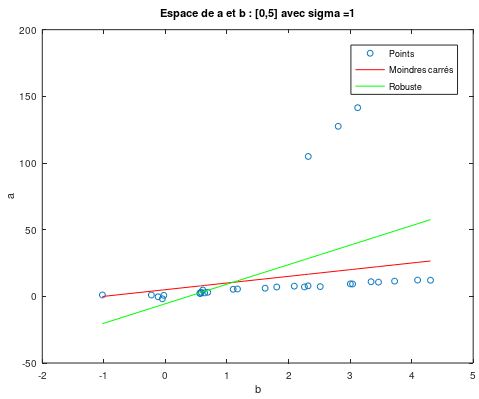 Espace de a et b : [0,5] avec sigma =1
200
150
100
50
0
-50
a
Points
Moindres carrés
Robuste
-2
-1
0
1
2
3
4
5
b